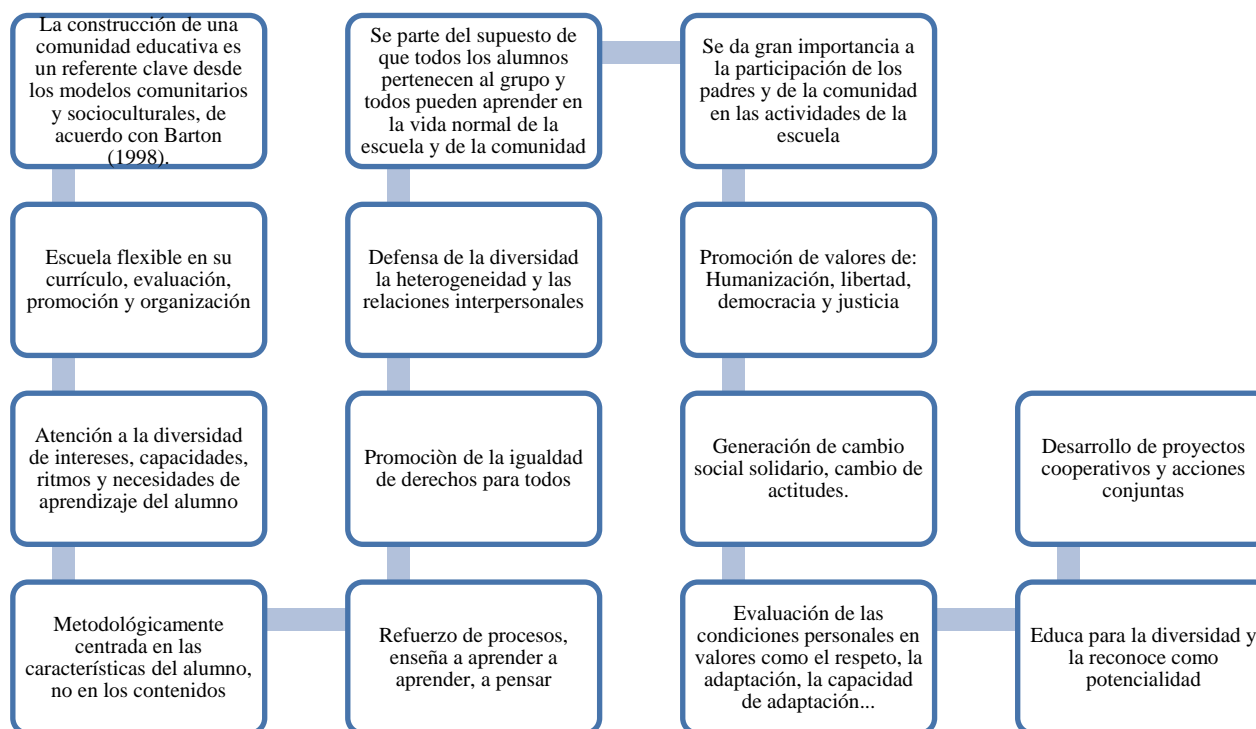 La construcción de una
comunidad educativa es
un referente clave desde
los modelos comunitarios
y socioculturales, de
acuerdo con Barton
(1998).
Escuela flexible en su
currículo, evaluación,
promoción y organización
Atención a la diversidad
de intereses, capacidades,
ritmos y necesidades de
aprendizaje del alumno
Metodológicamente
centrada en las
características del alumno,
no en los contenidos
Refuerzo de procesos,
enseña a aprender a
aprender, a pensar
Promociòn de la igualdad
de derechos para todos
Defensa de la diversidad
la heterogeneidad y las
relaciones interpersonales
Se parte del supuesto de
que todos los alumnos
pertenecen al grupo y
todos pueden aprender en
la vida normal de la
escuela y de la comunidad
Se da gran importancia a
la participación de los
padres y de la comunidad
en las actividades de la
escuela
Promoción de valores de:
Humanización, libertad,
democracia y justicia
Generación de cambio
social solidario, cambio de
actitudes.
Evaluación de las
condiciones personales en
valores como el respeto, la
adaptación, la capacidad
de adaptación...
Educa para la diversidad y
la reconoce como
potencialidad
Desarrollo de proyectos
cooperativos y acciones
conjuntas